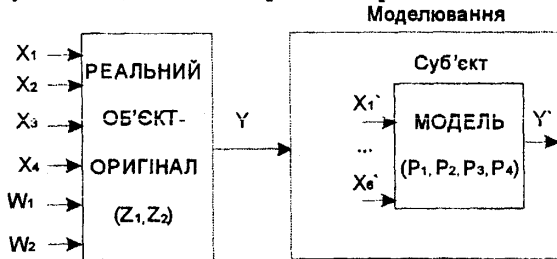 Моделювання
X₁
X₂
X₃
X₄
W₁
W₂
РЕАЛЬНИЙ
ОБ'ЄКТ-
ОРИГІНАЛ
(Z₁,Z₂)
Y
Суб'єкт
X₁`
...
X₆`
МОДЕЛЬ
(P₁, P₂, P₃, P₄)
Y`